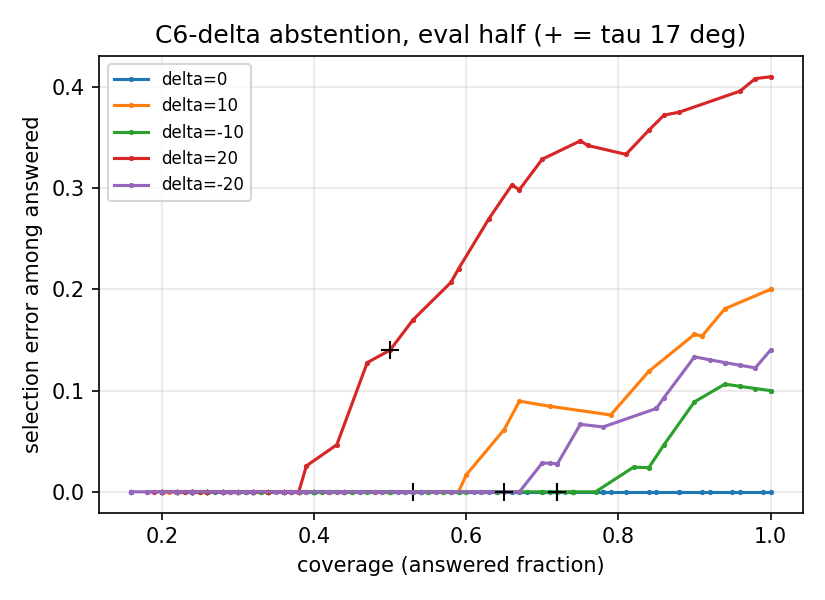 C6-delta abstention, eval half (+ = tau 17 deg)
selection error among answered
0.4
0.3
0.2
0.1
0.0
delta=0
delta=10
delta=-10
delta=20
delta=-20
0.2
0.4
0.6
0.8
1.0
coverage (answered fraction)